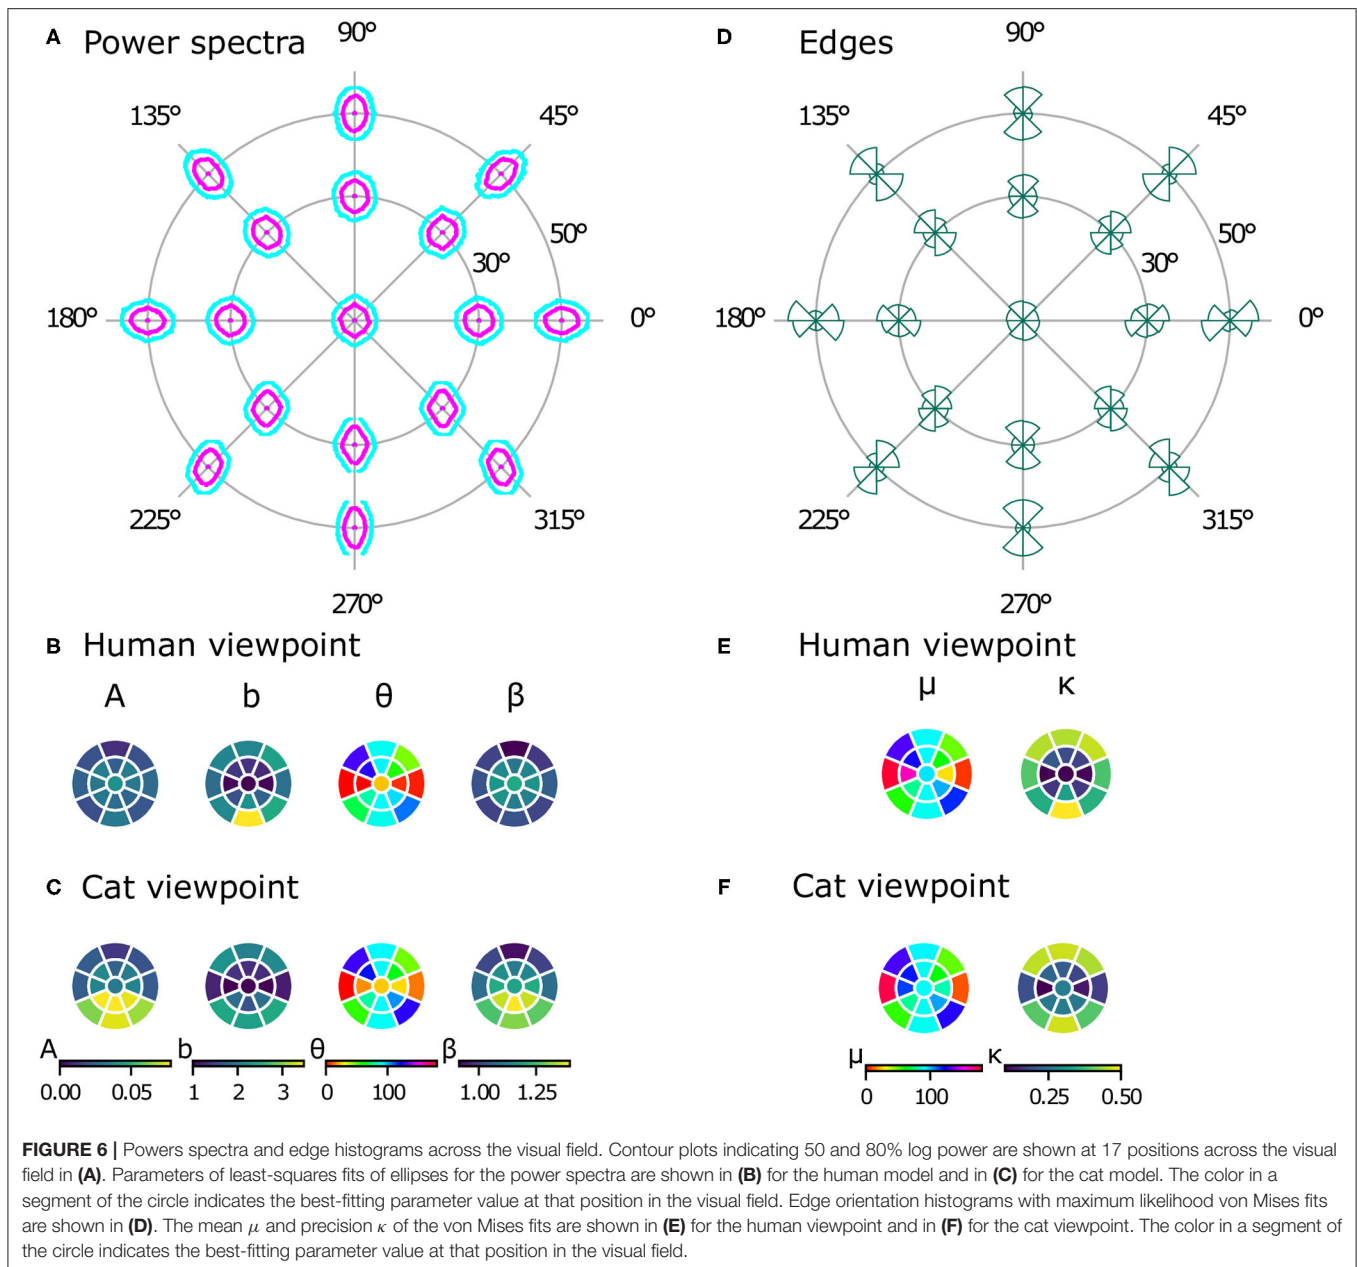 A Power spectra
90°
135°
45°
50°
30°
180°
0°
225°
315°
270°
D Edges
90°
135°
45°
50°
30°
180°
0°
225°
315°
270°
B Human viewpoint
A b θ β
C Cat viewpoint
A b θ β
0.00 0.05 1 2 3 0 100 1.00 1.25
E Human viewpoint
μ κ
F Cat viewpoint
μ κ
0 100 0.25 0.50
FIGURE 6 | Powers spectra and edge histograms across the visual field. Contour plots indicating 50 and 80% log power are shown at 17 positions across the visual
field in (A). Parameters of least-squares fits of ellipses for the power spectra are shown in (B) for the human model and in (C) for the cat model. The color in a
segment of the circle indicates the best-fitting parameter value at that position in the visual field. Edge orientation histograms with maximum likelihood von Mises fits
are shown in (D). The mean μ and precision κ of the von Mises fits are shown in (E) for the human viewpoint and in (F) for the cat viewpoint. The color in a segment of
the circle indicates the best-fitting parameter value at that position in the visual field.